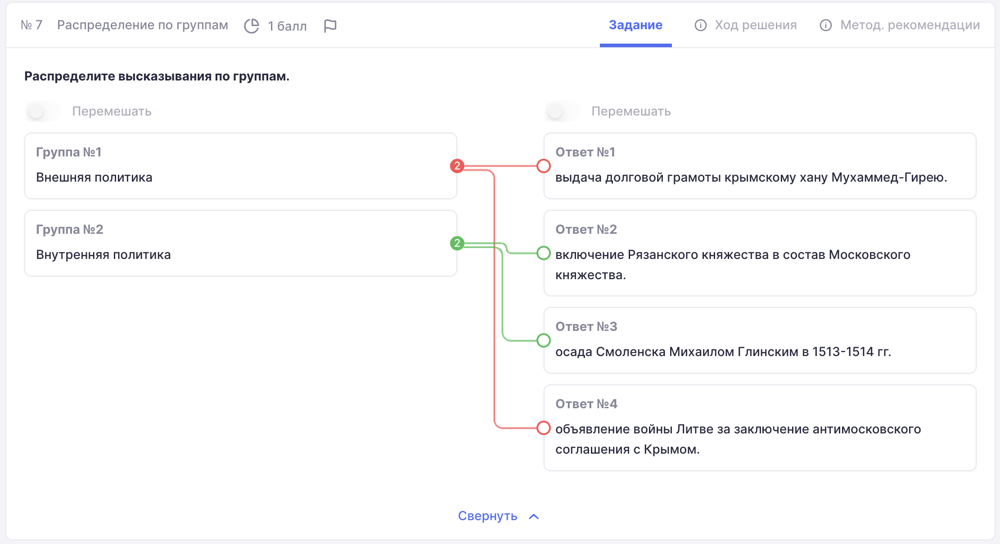 № 7 Распределение по группам 1 балл Задание Ход решения Метод. рекомендации
Распределите высказывания по группам.
Перемешать
Перемешать
Группа №1
Внешняя политика
2
Группа №2
Внутренняя политика
2
Ответ №1
выдача долговой грамоты крымскому хану Мухаммед-Гирею.
Ответ №2
включение Рязанского княжества в состав Московского
княжества.
Ответ №3
осада Смоленска Михаилом Глинским в 1513-1514 гг.
Ответ №4
объявление войны Литве за заключение антимосковского
соглашения с Крымом.
Свернуть